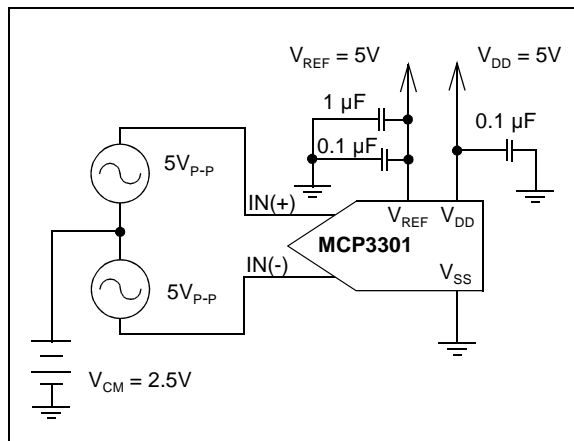 V_REF = 5V V_DD = 5V
1 µF
0.1 µF
0.1 µF
5V_P-P
IN(+)
V_REF V_DD
MCP3301
IN(-)
V_SS
5V_P-P
V_CM = 2.5V